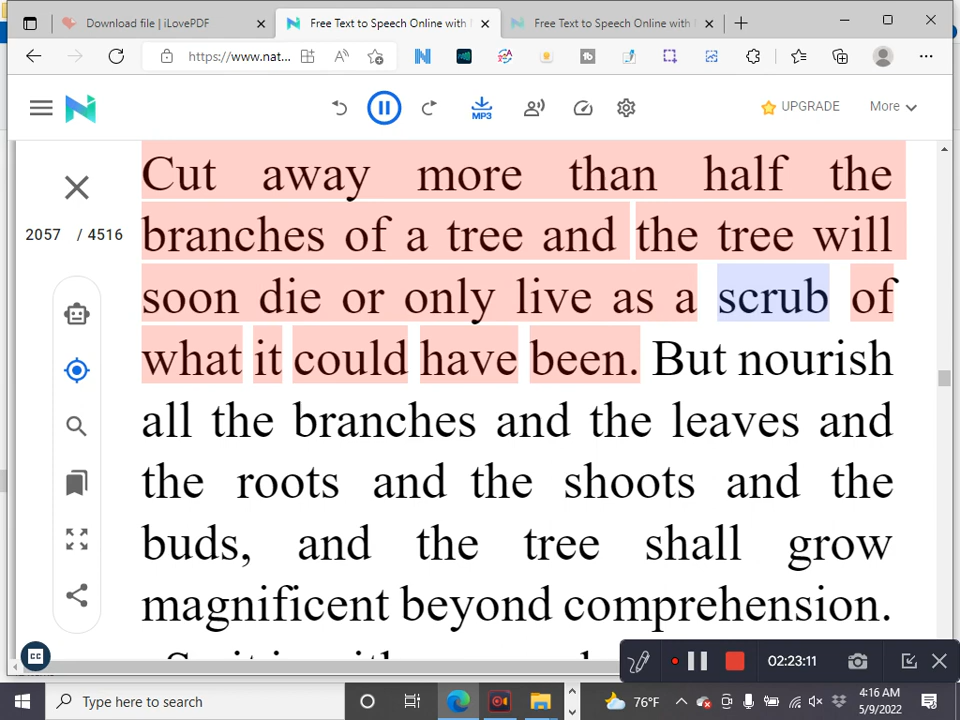 Download file | iLovePDF
Free Text to Speech Online with
Free Text to Speech Online with
https://www.nat...
MP3
UPGRADE
More
2057 / 4516
Cut away more than half the
branches of a tree and the tree will
soon die or only live as a scrub of
what it could have been. But nourish
all the branches and the leaves and
the roots and the shoots and the
buds, and the tree shall grow
magnificent beyond comprehension.
CC
02:23:11
Type here to search
76°F
4:16 AM
5/9/2022